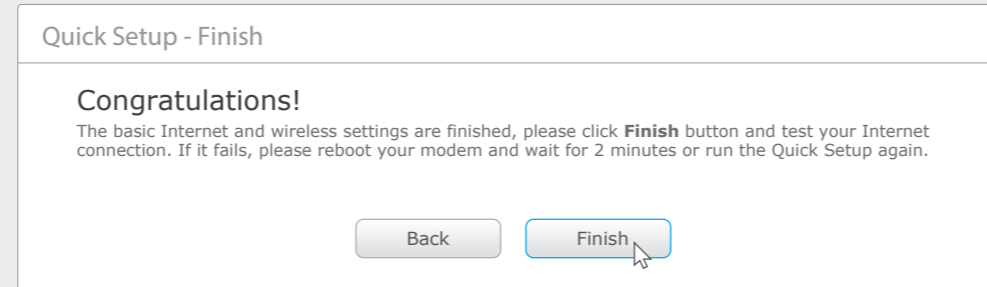 Quick Setup - Finish
Congratulations!
The basic Internet and wireless settings are finished, please click Finish button and test your Internet
connection. If it fails, please reboot your modem and wait for 2 minutes or run the Quick Setup again.
Back
Finish